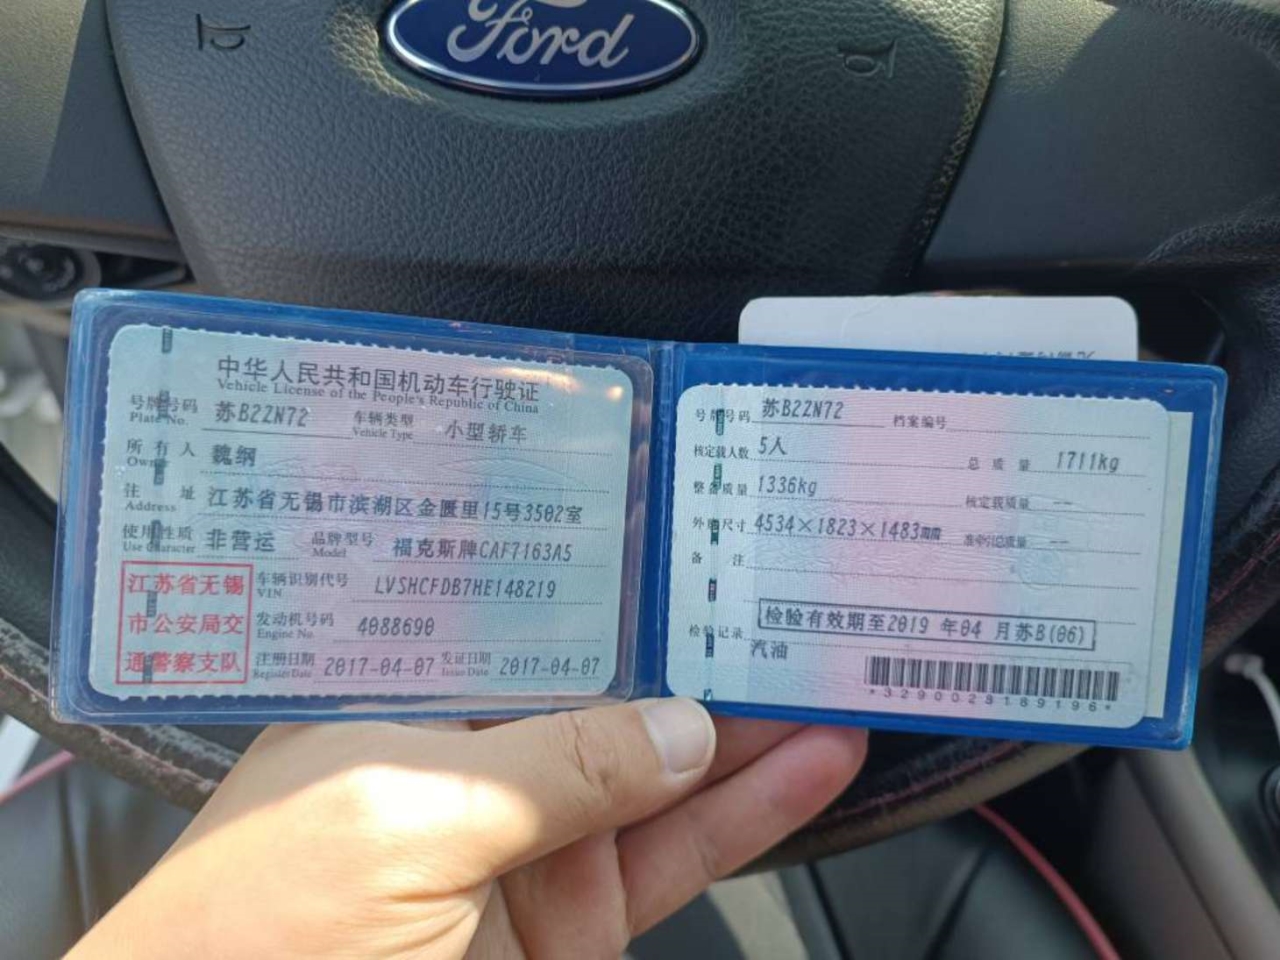 Ford
中华人民共和国机动车行驶证
Vehicle License of the People's Republic of China
号牌号码 苏B2ZN72 车辆类型 小型轿车
Plate No. Vehicle Type
所有人 魏纲
Owner
住址 江苏省无锡市滨湖区金匮里15号3502室
Address
使用性质 非营运 品牌型号 福克斯牌CAF7163A5
Use Character Model
江苏省无锡
市公安局交
通警察支队
车辆识别代号 LVSHCFDB7HE148219
VIN
发动机号码 4088690
Engine No.
注册日期 2017-04-07 发证日期 2017-04-07
Register Date Issue Date
号牌号码 苏B2ZN72 档案编号
核定载人数 5人 总质量 1711kg
整备质量 1336kg 核定载质量 --
外廓尺寸 4534×1823×1483mm 准牵引总质量 --
备注
检验有效期至2019 年04 月苏B(06)
检验记录
汽油
*3290028189196*